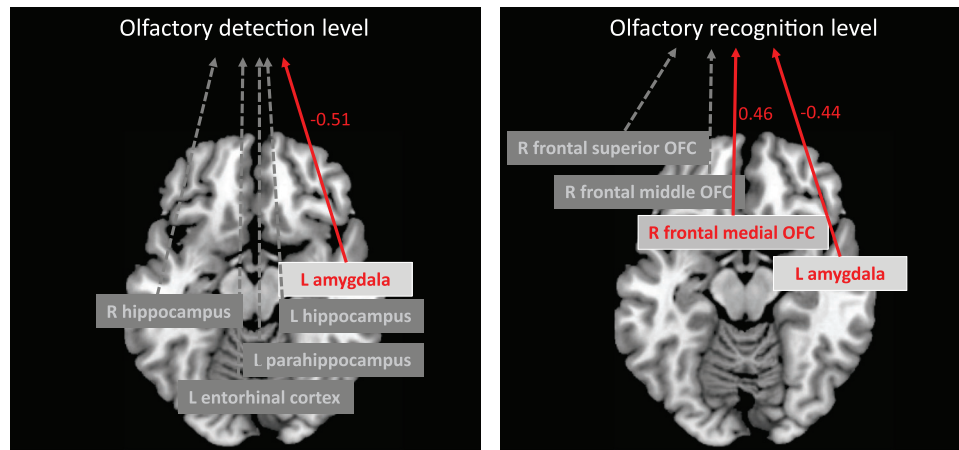 Olfactory detection level
-0.51
L amygdala
R hippocampus
L hippocampus
L parahippocampus
L entorhinal cortex
Olfactory recognition level
0.46
-0.44
R frontal superior OFC
R frontal middle OFC
R frontal medial OFC
L amygdala